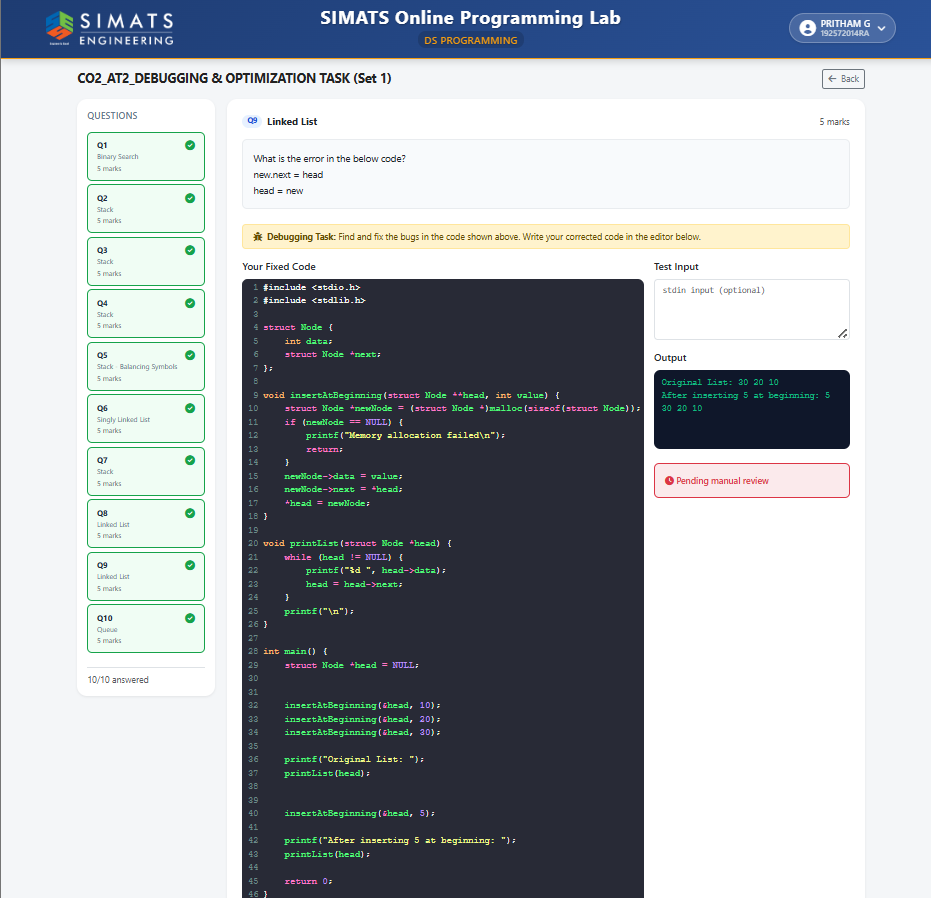 SIMATS
ENGINEERING
SIMATS Online Programming Lab
DS PROGRAMMING
PRITHAM G
192572014RA
CO2_AT2_DEBUGGING & OPTIMIZATION TASK (Set 1)
← Back
QUESTIONS
Q1
Binary Search
5 marks
Q2
Stack
5 marks
Q3
Stack
5 marks
Q4
Stack
5 marks
Q5
Stack - Balancing Symbols
5 marks
Q6
Singly Linked List
5 marks
Q7
Stack
5 marks
Q8
Linked List
5 marks
Q9
Linked List
5 marks
Q10
Queue
5 marks
10/10 answered
Q9 Linked List
5 marks
What is the error in the below code?
new.next = head
head = new
Debugging Task: Find and fix the bugs in the code shown above. Write your corrected code in the editor below.
Your Fixed Code
1 #include <stdio.h>
2 #include <stdlib.h>
3
4 struct Node {
5     int data;
6     struct Node *next;
7 };
8
9 void insertAtBeginning(struct Node **head, int value) {
10     struct Node *newNode = (struct Node *)malloc(sizeof(struct Node));
11     if (newNode == NULL) {
12         printf("Memory allocation failed\n");
13         return;
14     }
15     newNode->data = value;
16     newNode->next = *head;
17     *head = newNode;
18 }
19
20 void printList(struct Node *head) {
21     while (head != NULL) {
22         printf("%d ", head->data);
23         head = head->next;
24     }
25     printf("\n");
26 }
27
28 int main() {
29     struct Node *head = NULL;
30
31
32     insertAtBeginning(&head, 10);
33     insertAtBeginning(&head, 20);
34     insertAtBeginning(&head, 30);
35
36     printf("Original List: ");
37     printList(head);
38
39
40     insertAtBeginning(&head, 5);
41
42     printf("After inserting 5 at beginning: ");
43     printList(head);
44
45     return 0;
46 }
Test Input
stdin input (optional)
Output
Original List: 30 20 10
After inserting 5 at beginning: 5
30 20 10
Pending manual review